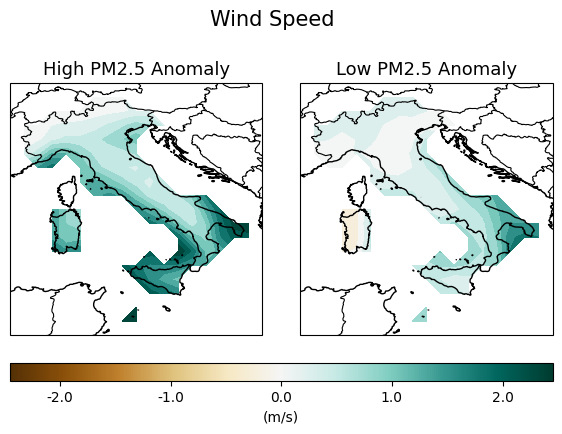 Wind Speed
High PM2.5 Anomaly
Low PM2.5 Anomaly
-2.0
-1.0
0.0
1.0
2.0
(m/s)